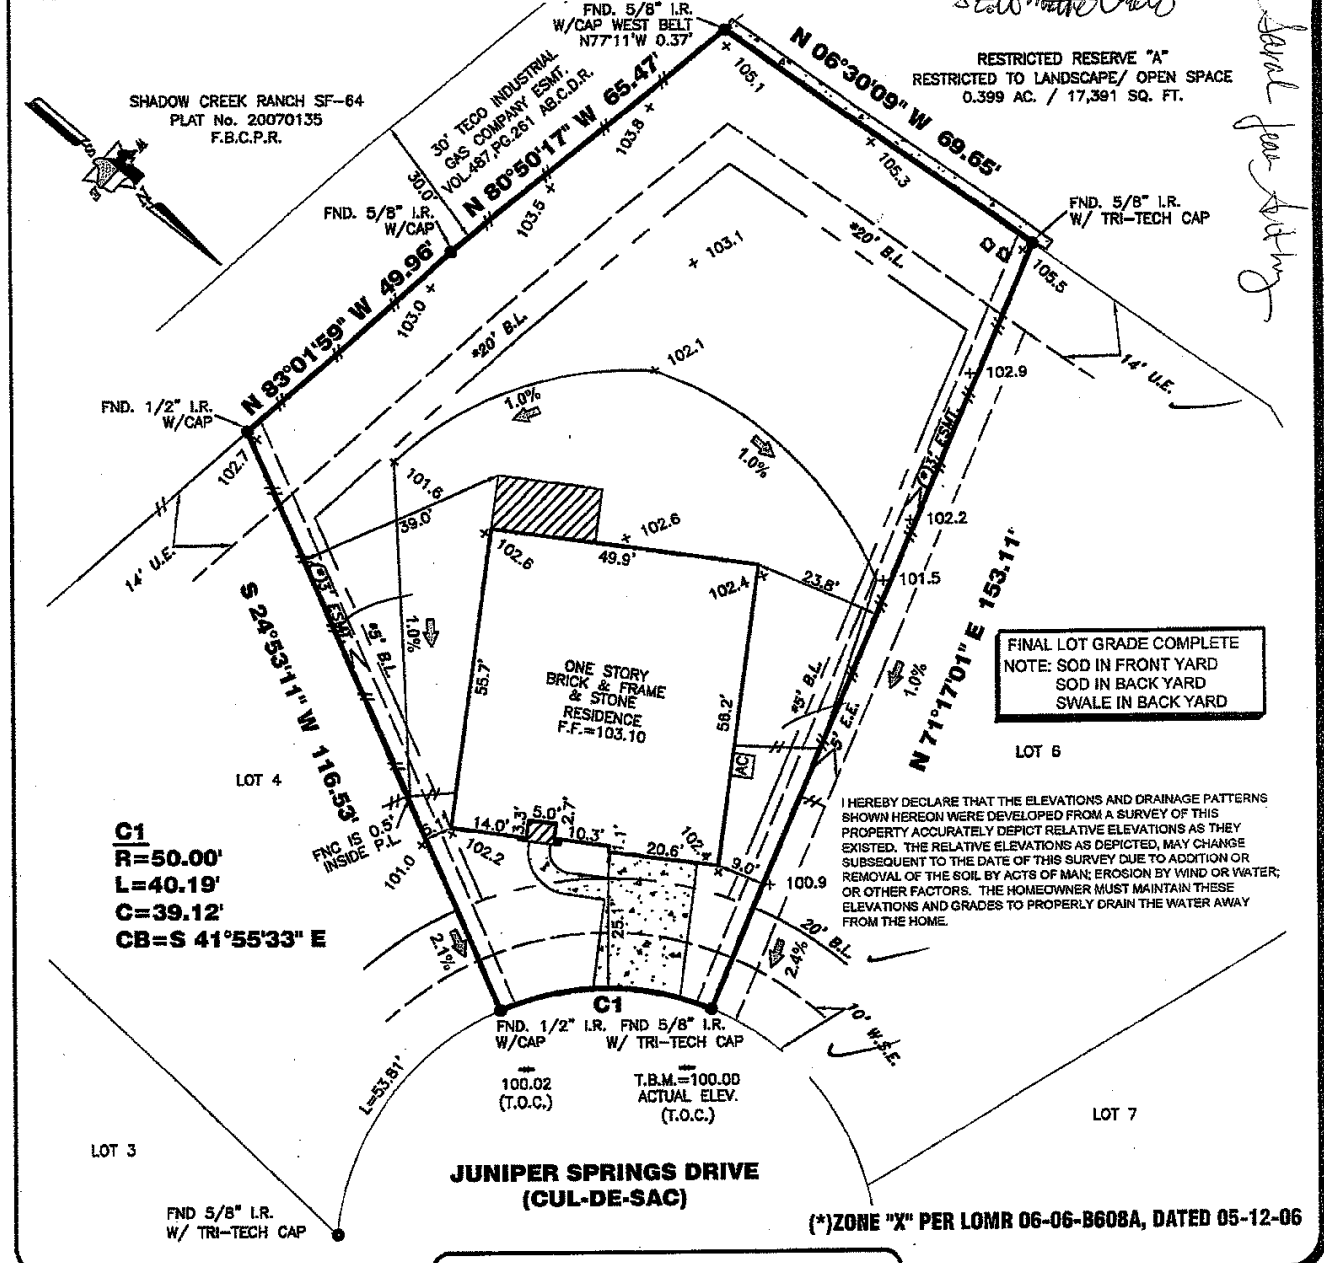 FND. 5/8" I.R.
W/CAP WEST BELT
N77°11'W 0.37'
N 06°30'09" W 69.65'
RESTRICTED RESERVE "A"
RESTRICTED TO LANDSCAPE/ OPEN SPACE
0.399 AC. / 17,391 SQ. FT.
SHADOW CREEK RANCH SF-64
PLAT No. 20070135
F.B.C.P.R.
30' TECO INDUSTRIAL
GAS COMPANY ESMT.
VOL.487,PG.261 AB.C.D.R.
N 80°50'17" W 65.47'
30.0'
105.1
103.8
103.5
105.3
FND. 5/8" I.R.
W/CAP
FND. 5/8" I.R.
W/ TRI-TECH CAP
*20' B.L.
103.1
105.5
N 83°01'59" W 49.96'
103.0
*20' B.L.
102.1
14' U.E.
102.9
FND. 1/2" I.R.
W/CAP
1.0%
1.0%
(*)3' ESMT.
102.7
101.6
39.0'
102.6
102.2
14' U.E.
102.6
49.9'
102.4
23.8'
101.5
N 71°17'01" E 153.11'
S 24°53'11" W 116.53'
(*)3' ESMT.
*5' B.L.
1.0%
55.7'
ONE STORY
BRICK & FRAME
& STONE
RESIDENCE
F.F.=103.10
58.2'
*5' B.L.
5' E.E.
1.0%
AC
FINAL LOT GRADE COMPLETE
NOTE: SOD IN FRONT YARD
SOD IN BACK YARD
SWALE IN BACK YARD
LOT 6
LOT 4
I HEREBY DECLARE THAT THE ELEVATIONS AND DRAINAGE PATTERNS
SHOWN HEREON WERE DEVELOPED FROM A SURVEY OF THIS
PROPERTY ACCURATELY DEPICT RELATIVE ELEVATIONS AS THEY
EXISTED. THE RELATIVE ELEVATIONS AS DEPICTED, MAY CHANGE
SUBSEQUENT TO THE DATE OF THIS SURVEY DUE TO ADDITION OR
REMOVAL OF THE SOIL BY ACTS OF MAN; EROSION BY WIND OR WATER;
OR OTHER FACTORS. THE HOMEOWNER MUST MAINTAIN THESE
ELEVATIONS AND GRADES TO PROPERLY DRAIN THE WATER AWAY
FROM THE HOME.
C1
R=50.00'
L=40.19'
C=39.12'
CB=S 41°55'33" E
FNC IS 0.5'
INSIDE P.L.
101.0
102.2
14.0'
3.3'
5.0'
2.7'
10.3'
1.1'
20.6'
102.4
9.0'
100.9
25.1
2.1%
2.4%
20' B.L.
10' W.S.E.
C1
FND. 1/2" I.R.
W/CAP
FND 5/8" I.R.
W/ TRI-TECH CAP
100.02
(T.O.C.)
T.B.M.=100.00
ACTUAL ELEV.
(T.O.C.)
L=53.81'
LOT 3
LOT 7
JUNIPER SPRINGS DRIVE
(CUL-DE-SAC)
FND 5/8" I.R.
W/ TRI-TECH CAP
(*)ZONE "X" PER LOMR 06-06-B608A, DATED 05-12-06